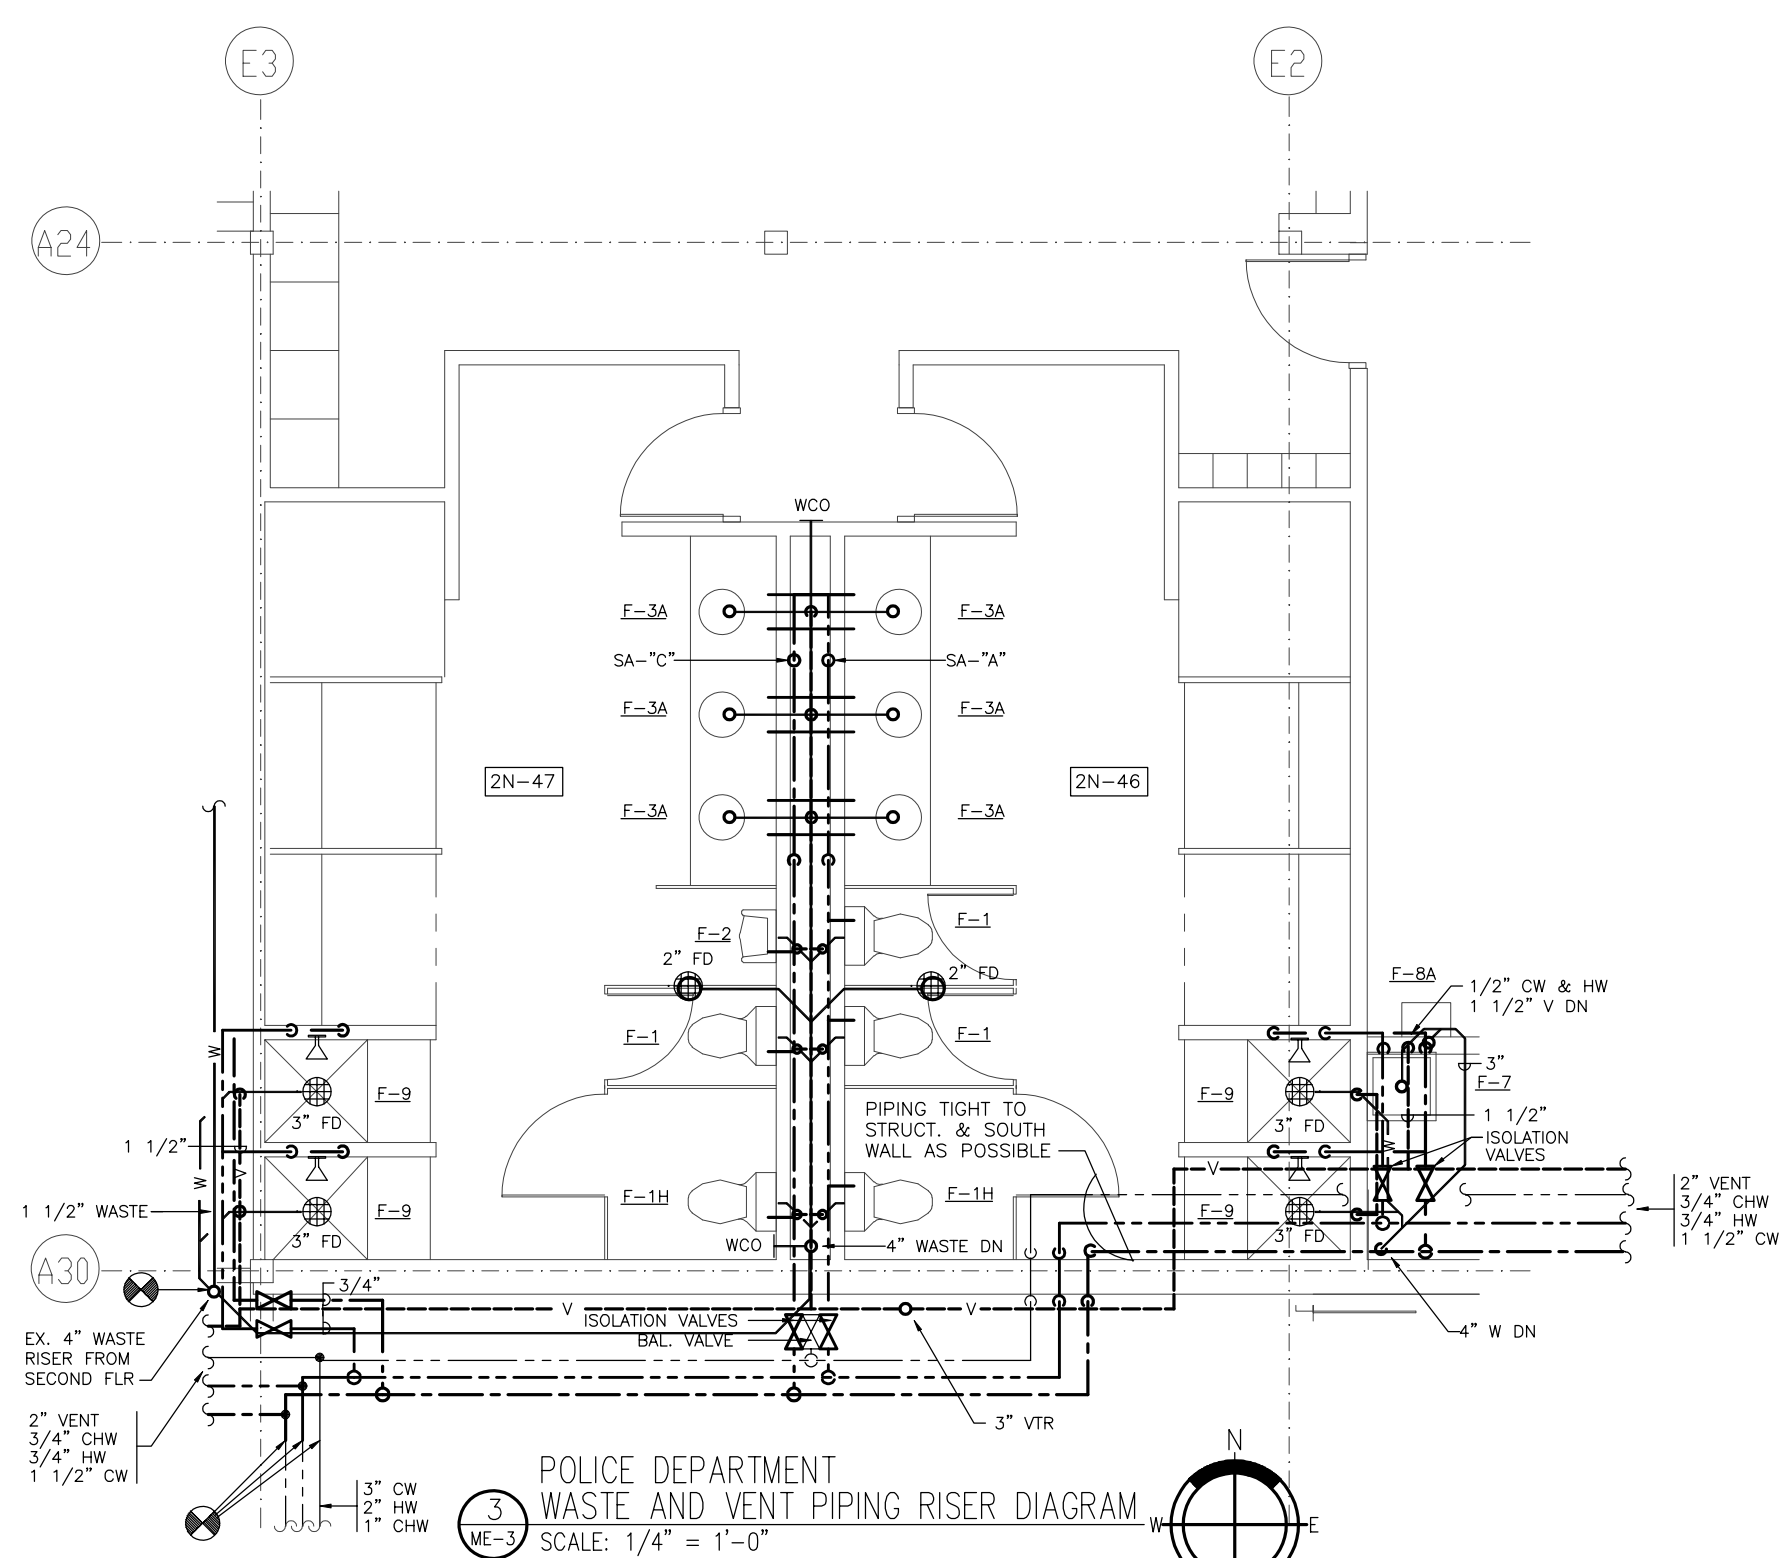 E3
E2
A24
WCO
F-3A
F-3A
SA-"C"
SA-"A"
F-3A
F-3A
2N-47
2N-46
F-3A
F-3A
F-1
F-2
2" FD
2" FD
F-8A
1/2" CW & HW
1 1/2" V DN
F-1
F-1
W
3"
F-7
F-9
F-9
3" FD
3" FD
PIPING TIGHT TO
STRUCT. & SOUTH
WALL AS POSSIBLE
1 1/2"
ISOLATION
VALVES
1 1/2"
W
V
W
V
F-1H
F-1H
1 1/2" WASTE
F-9
F-9
3" FD
3" FD
2" VENT
3/4" CHW
3/4" HW
1 1/2" CW
WCO
4" WASTE DN
A30
3/4"
V
V
ISOLATION VALVES
BAL. VALVE
4" W DN
EX. 4" WASTE
RISER FROM
SECOND FLR
2" VENT
3/4" CHW
3/4" HW
1 1/2" CW
3" VTR
3" CW
2" HW
1" CHW
3
ME-3
POLICE DEPARTMENT
WASTE AND VENT PIPING RISER DIAGRAM
SCALE: 1/4" = 1'-0"
N
W
E